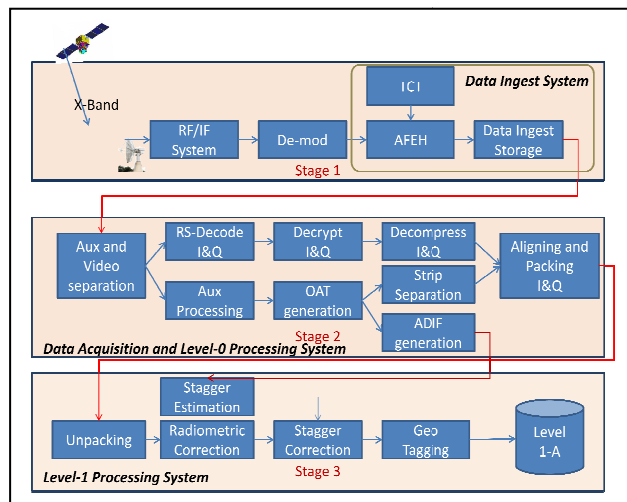 X-Band
Data Ingest System
ICI
RF/IF
System
De-mod
AFEH
Data Ingest
Storage
Stage 1
Aux and
Video
separation
RS-Decode
I&Q
Decrypt
I&Q
Decompress
I&Q
Aligning and
Packing
I&Q
Aux
Processing
OAT
generation
Strip
Separation
ADIF
generation
Stage 2
Data Acquisition and Level-0 Processing System
Stagger
Estimation
Unpacking
Radiometric
Correction
Stagger
Correction
Geo
Tagging
Level
1-A
Stage 3
Level-1 Processing System